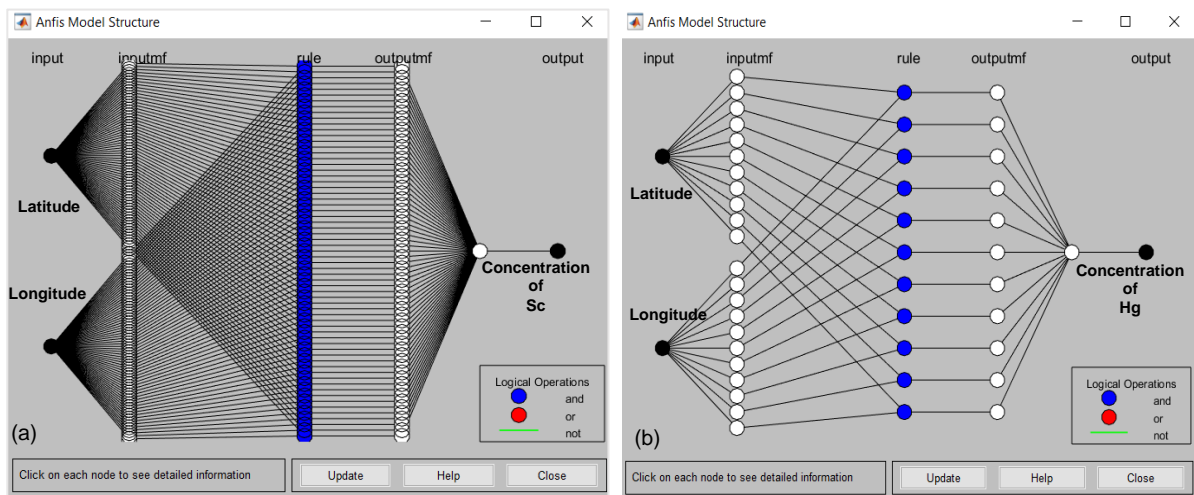 Anfis Model Structure
input inputmf rule outputmf output
Latitude
Longitude
Concentration
of
Sc
Logical Operations
and
or
not
(a)
Click on each node to see detailed information
Update Help Close
Anfis Model Structure
input inputmf rule outputmf output
Latitude
Longitude
Concentration
of
Hg
Logical Operations
and
or
not
(b)
Click on each node to see detailed information
Update Help Close